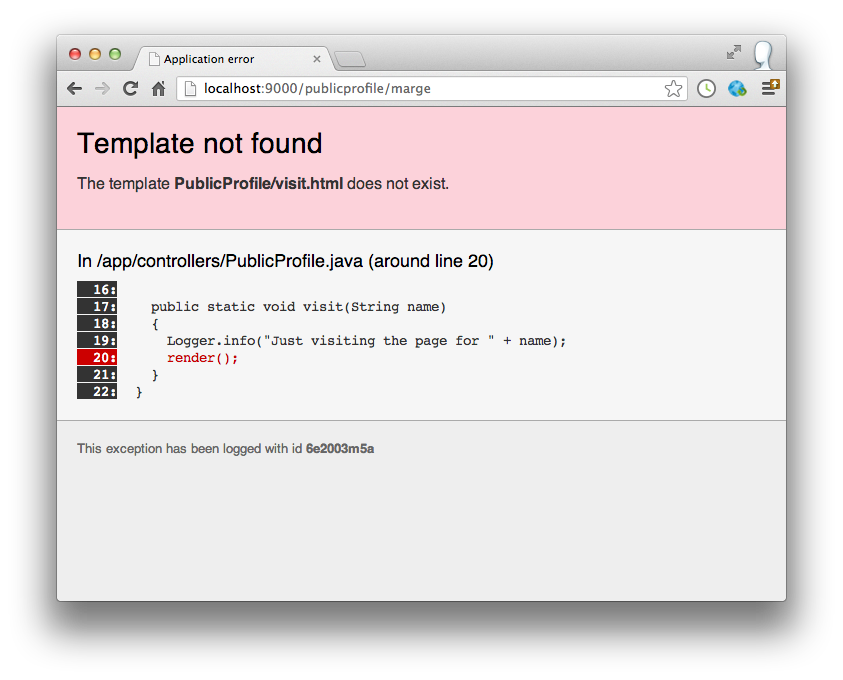 Application error
localhost:9000/publicprofile/marge
Template not found
The template PublicProfile/visit.html does not exist.
In /app/controllers/PublicProfile.java (around line 20)
16:
17: public static void visit(String name)
18: {
19: Logger.info("Just visiting the page for " + name);
20: render();
21: }
22: }
This exception has been logged with id 6e2003m5a